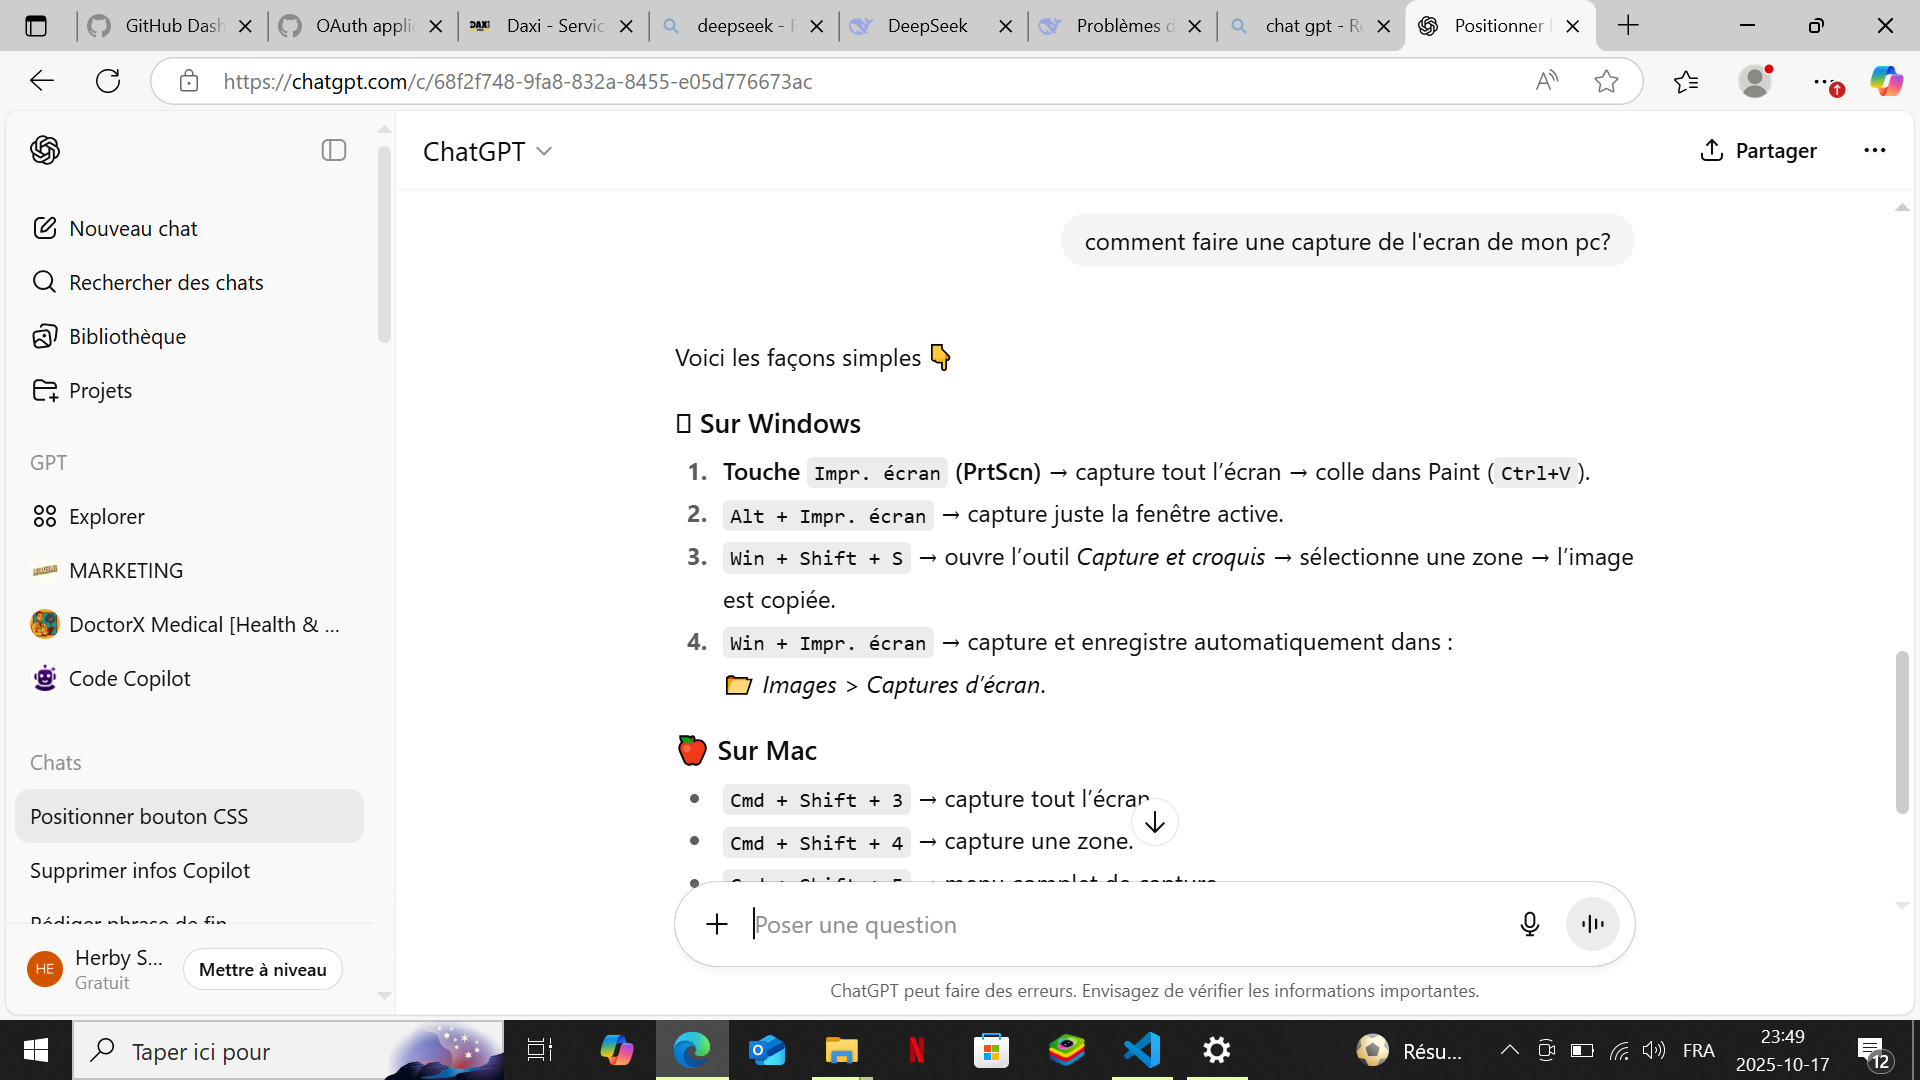 GitHub Dash
OAuth appli
Daxi - Servic
deepseek - R
DeepSeek
Problèmes d
chat gpt - Re
Positionner b
https://chatgpt.com/c/68f2f748-9fa8-832a-8455-e05d776673ac
ChatGPT
Partager
Nouveau chat
Rechercher des chats
Bibliothèque
Projets
GPT
Explorer
MARKETING
DoctorX Medical [Health & ...
Code Copilot
Chats
Positionner bouton CSS
Supprimer infos Copilot
Rédiger phrase de fin
HE
Herby S...
Gratuit
Mettre à niveau
comment faire une capture de l'ecran de mon pc?
Voici les façons simples 👇
Sur Windows
1. Touche Impr. écran (PrtScn) → capture tout l’écran → colle dans Paint (Ctrl+V).
2. Alt + Impr. écran → capture juste la fenêtre active.
3. Win + Shift + S → ouvre l’outil Capture et croquis → sélectionne une zone → l’image
est copiée.
4. Win + Impr. écran → capture et enregistre automatiquement dans :
📂 Images > Captures d’écran.
🍎 Sur Mac
• Cmd + Shift + 3 → capture tout l’écran
• Cmd + Shift + 4 → capture une zone.
• Cmd + Shift + 5 → menu complet de capture
Poser une question
ChatGPT peut faire des erreurs. Envisagez de vérifier les informations importantes.
Taper ici pour
Résu...
FRA
23:49
2025-10-17
12